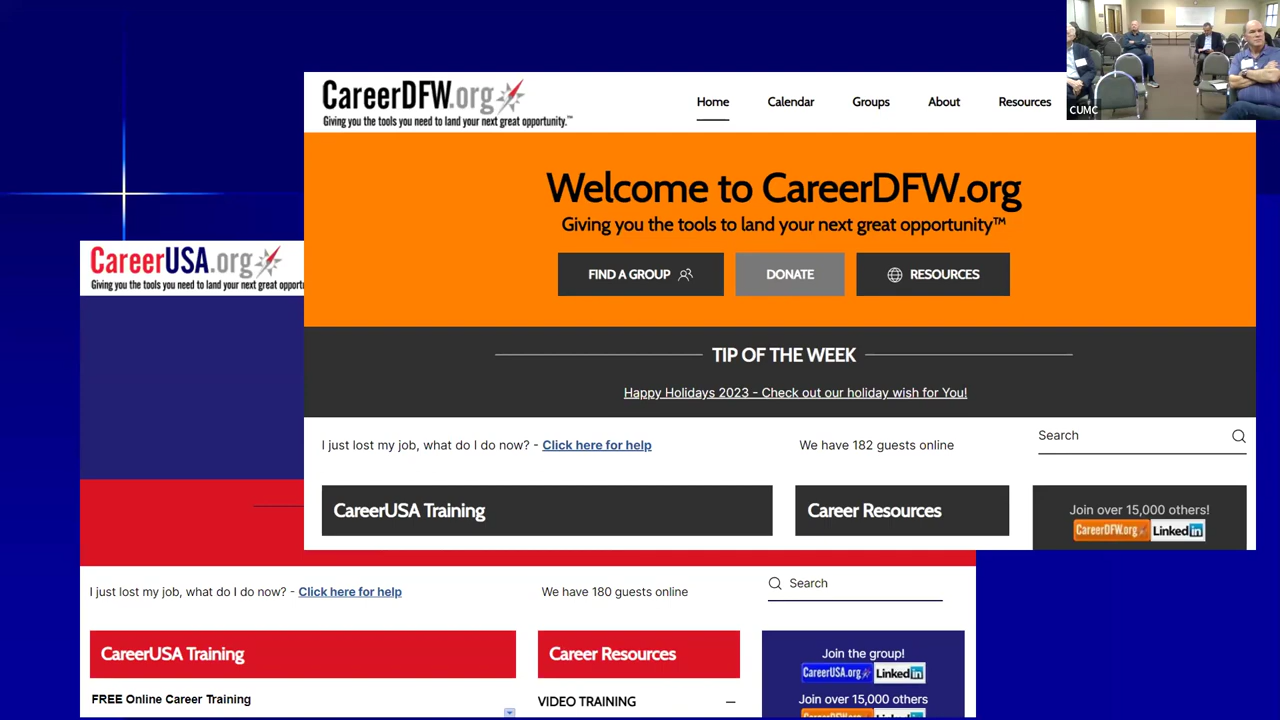 CareerDFW.org
Giving you the tools you need to land your next great opportunity.™
Home
Calendar
Groups
About
Resources
CUMC
Welcome to CareerDFW.org
Giving you the tools to land your next great opportunity™
FIND A GROUP
DONATE
RESOURCES
TIP OF THE WEEK
Happy Holidays 2023 - Check out our holiday wish for You!
I just lost my job, what do I do now? - Click here for help
We have 182 guests online
Search
CareerUSA Training
Career Resources
Join over 15,000 others!
CareerDFW.org
LinkedIn
CareerUSA.org
Giving you the tools you need to land your next great
I just lost my job, what do I do now? - Click here for help
We have 180 guests online
Search
CareerUSA Training
Career Resources
Join the group!
CareerUSA.org
LinkedIn
FREE Online Career Training
VIDEO TRAINING
Join over 15,000 others